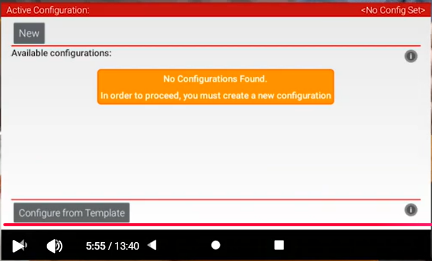 Active Configuration: <No Config Set>
New
Available configurations:
No Configurations Found.
In order to proceed, you must create a new configuration
Configure from Template
5:55 / 13:40